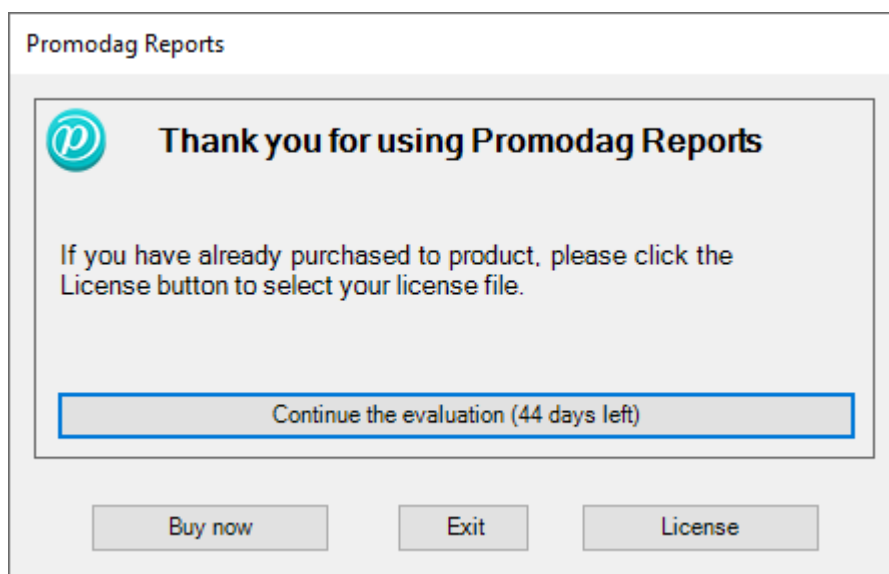 Promodag Reports
Thank you for using Promodag Reports
If you have already purchased to product, please click the
License button to select your license file.
Continue the evaluation (44 days left)
Buy now
Exit
License